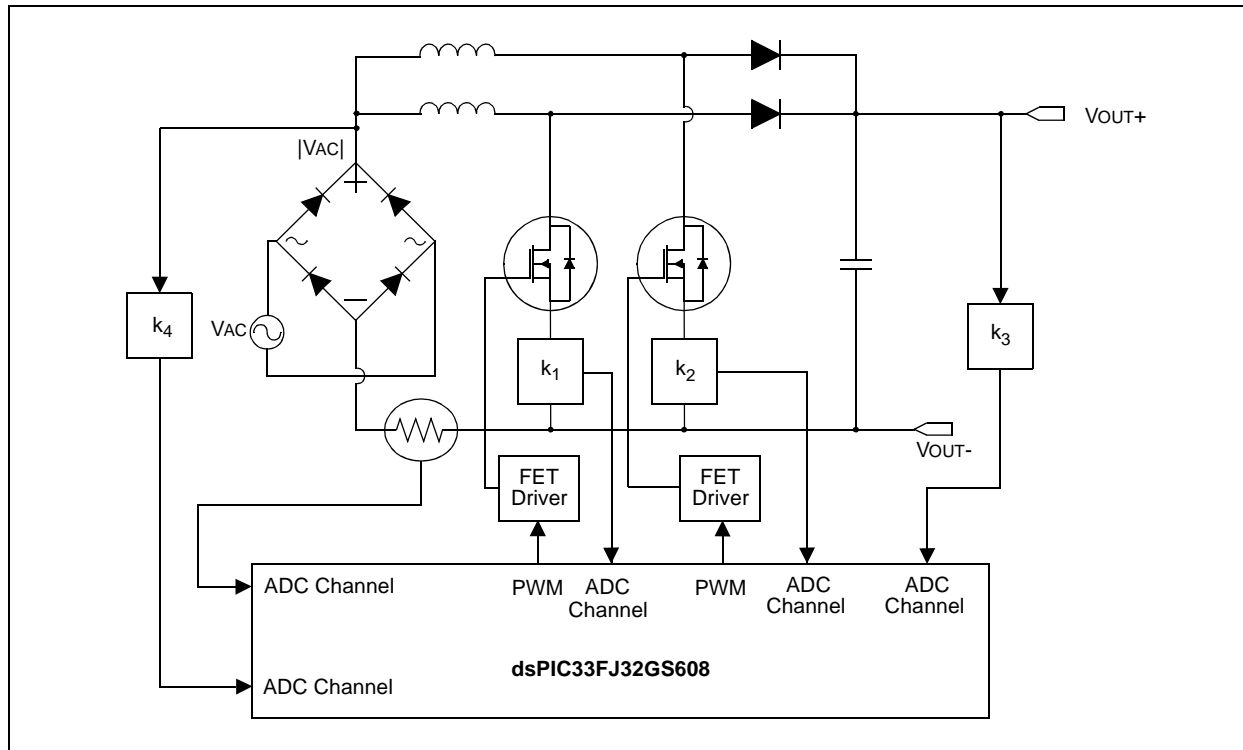 VOUT+
|VAC|
k4
VAC
k3
k1
k2
VOUT-
FET
Driver
FET
Driver
ADC Channel
PWM
ADC
Channel
PWM
ADC
Channel
ADC
Channel
dsPIC33FJ32GS608
ADC Channel